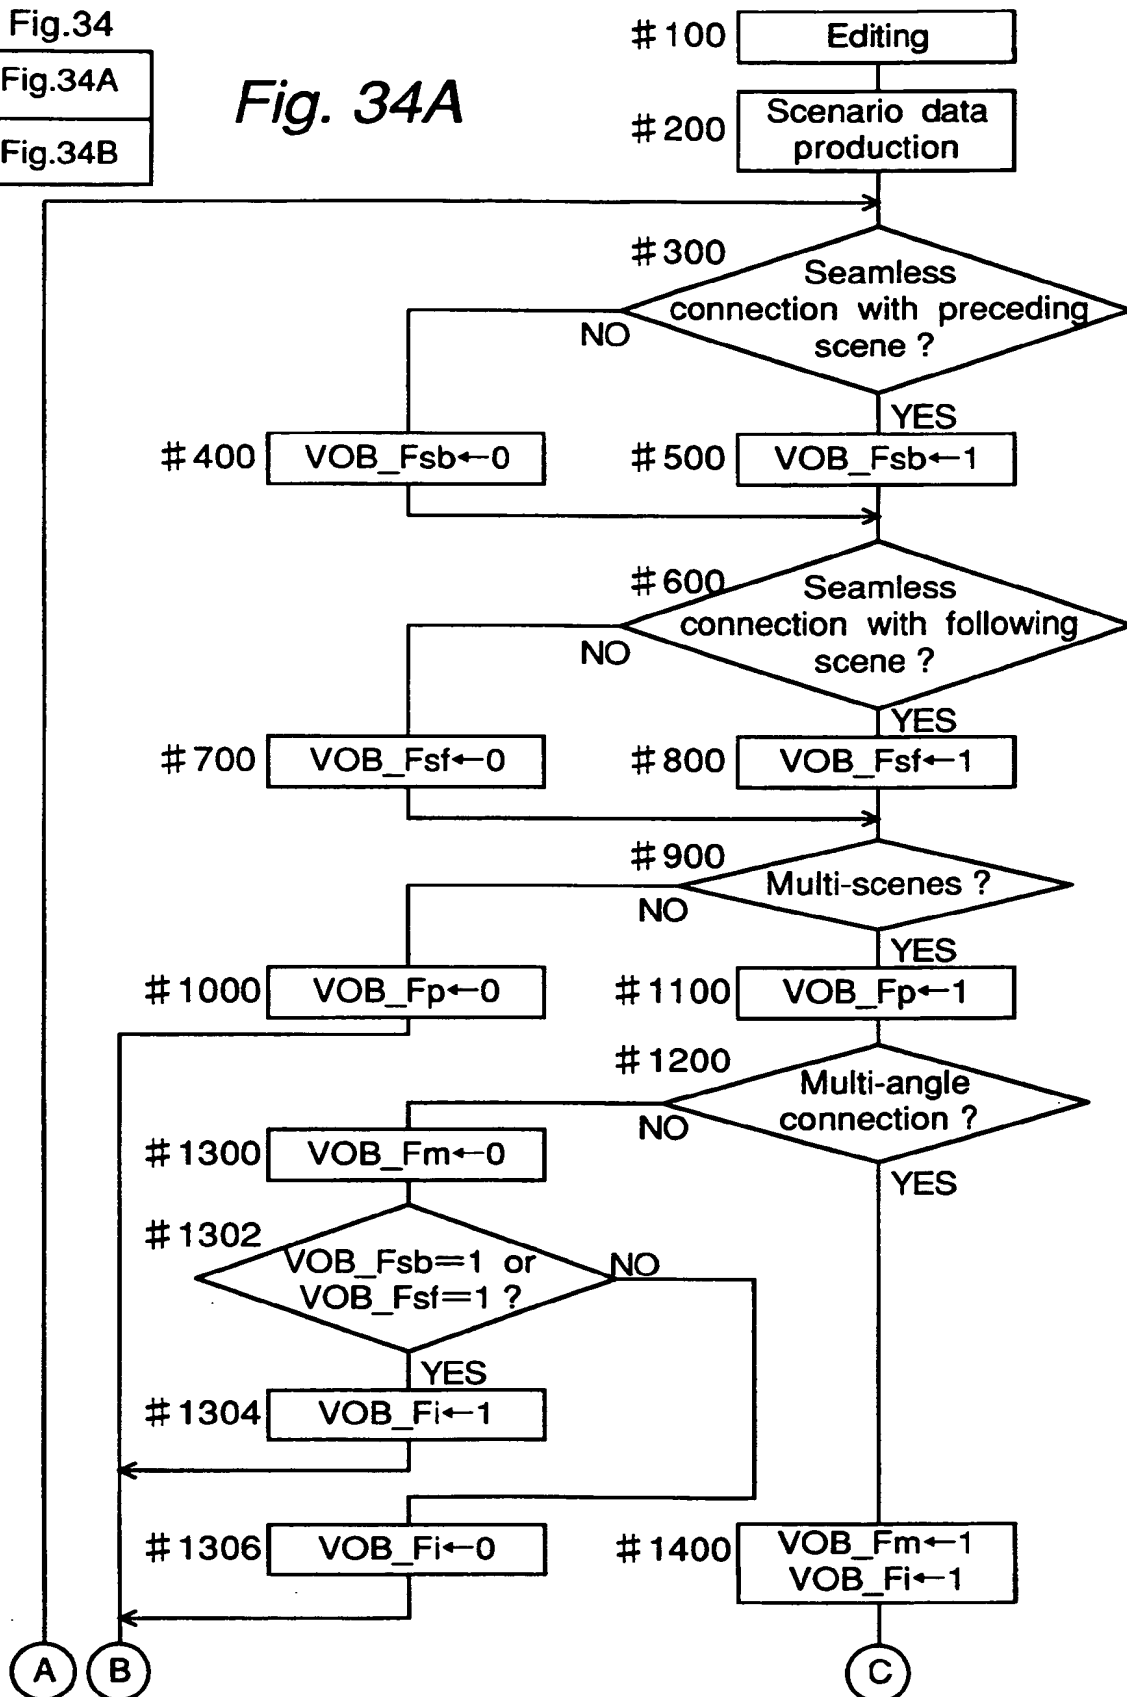 Fig.34
Fig.34A
Fig.34B
Fig. 34A
#100
Editing
#200
Scenario data
production
#300
Seamless
connection with preceding
scene ?
NO
YES
#400
VOB_Fsb←0
#500
VOB_Fsb←1
#600
Seamless
connection with following
scene ?
NO
YES
#700
VOB_Fsf←0
#800
VOB_Fsf←1
#900
Multi-scenes ?
NO
YES
#1000
VOB_Fp←0
#1100
VOB_Fp←1
#1200
Multi-angle
connection ?
NO
YES
#1300
VOB_Fm←0
#1302
VOB_Fsb=1 or
VOB_Fsf=1 ?
NO
YES
#1304
VOB_Fi←1
#1306
VOB_Fi←0
#1400
VOB_Fm←1
VOB_Fi←1
A
B
C